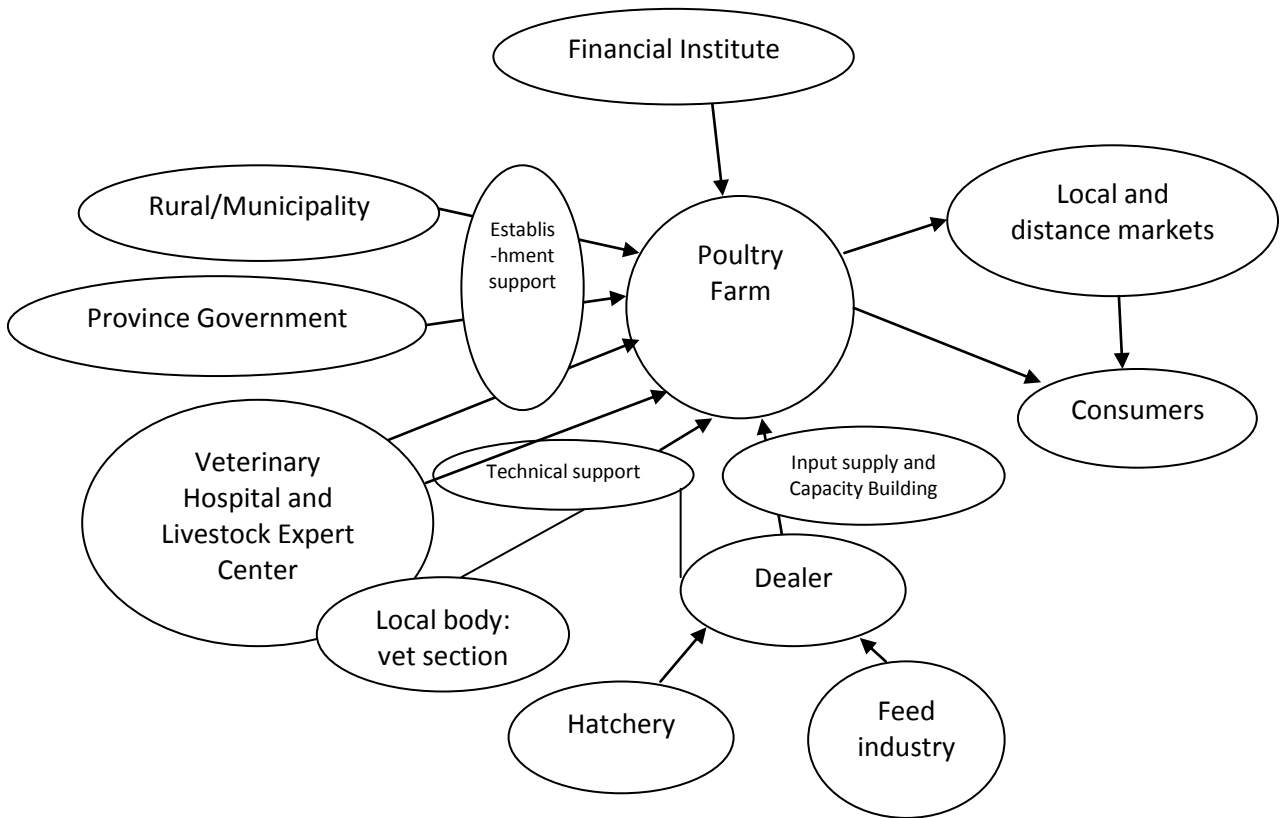 Financial Institute
Rural/Municipality
Establis
-hment
support
Poultry
Farm
Local and
distance markets
Province Government
Consumers
Veterinary
Hospital and
Livestock Expert
Center
Technical support
Input supply and
Capacity Building
Dealer
Local body:
vet section
Hatchery
Feed
industry